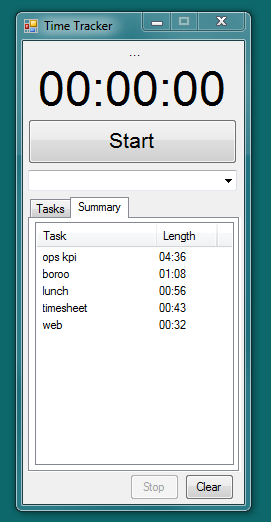 Time Tracker
...
00:00:00
Start
Tasks Summary
Task Length
ops kpi 04:36
boroo 01:08
lunch 00:56
timesheet 00:43
web 00:32
Stop Clear